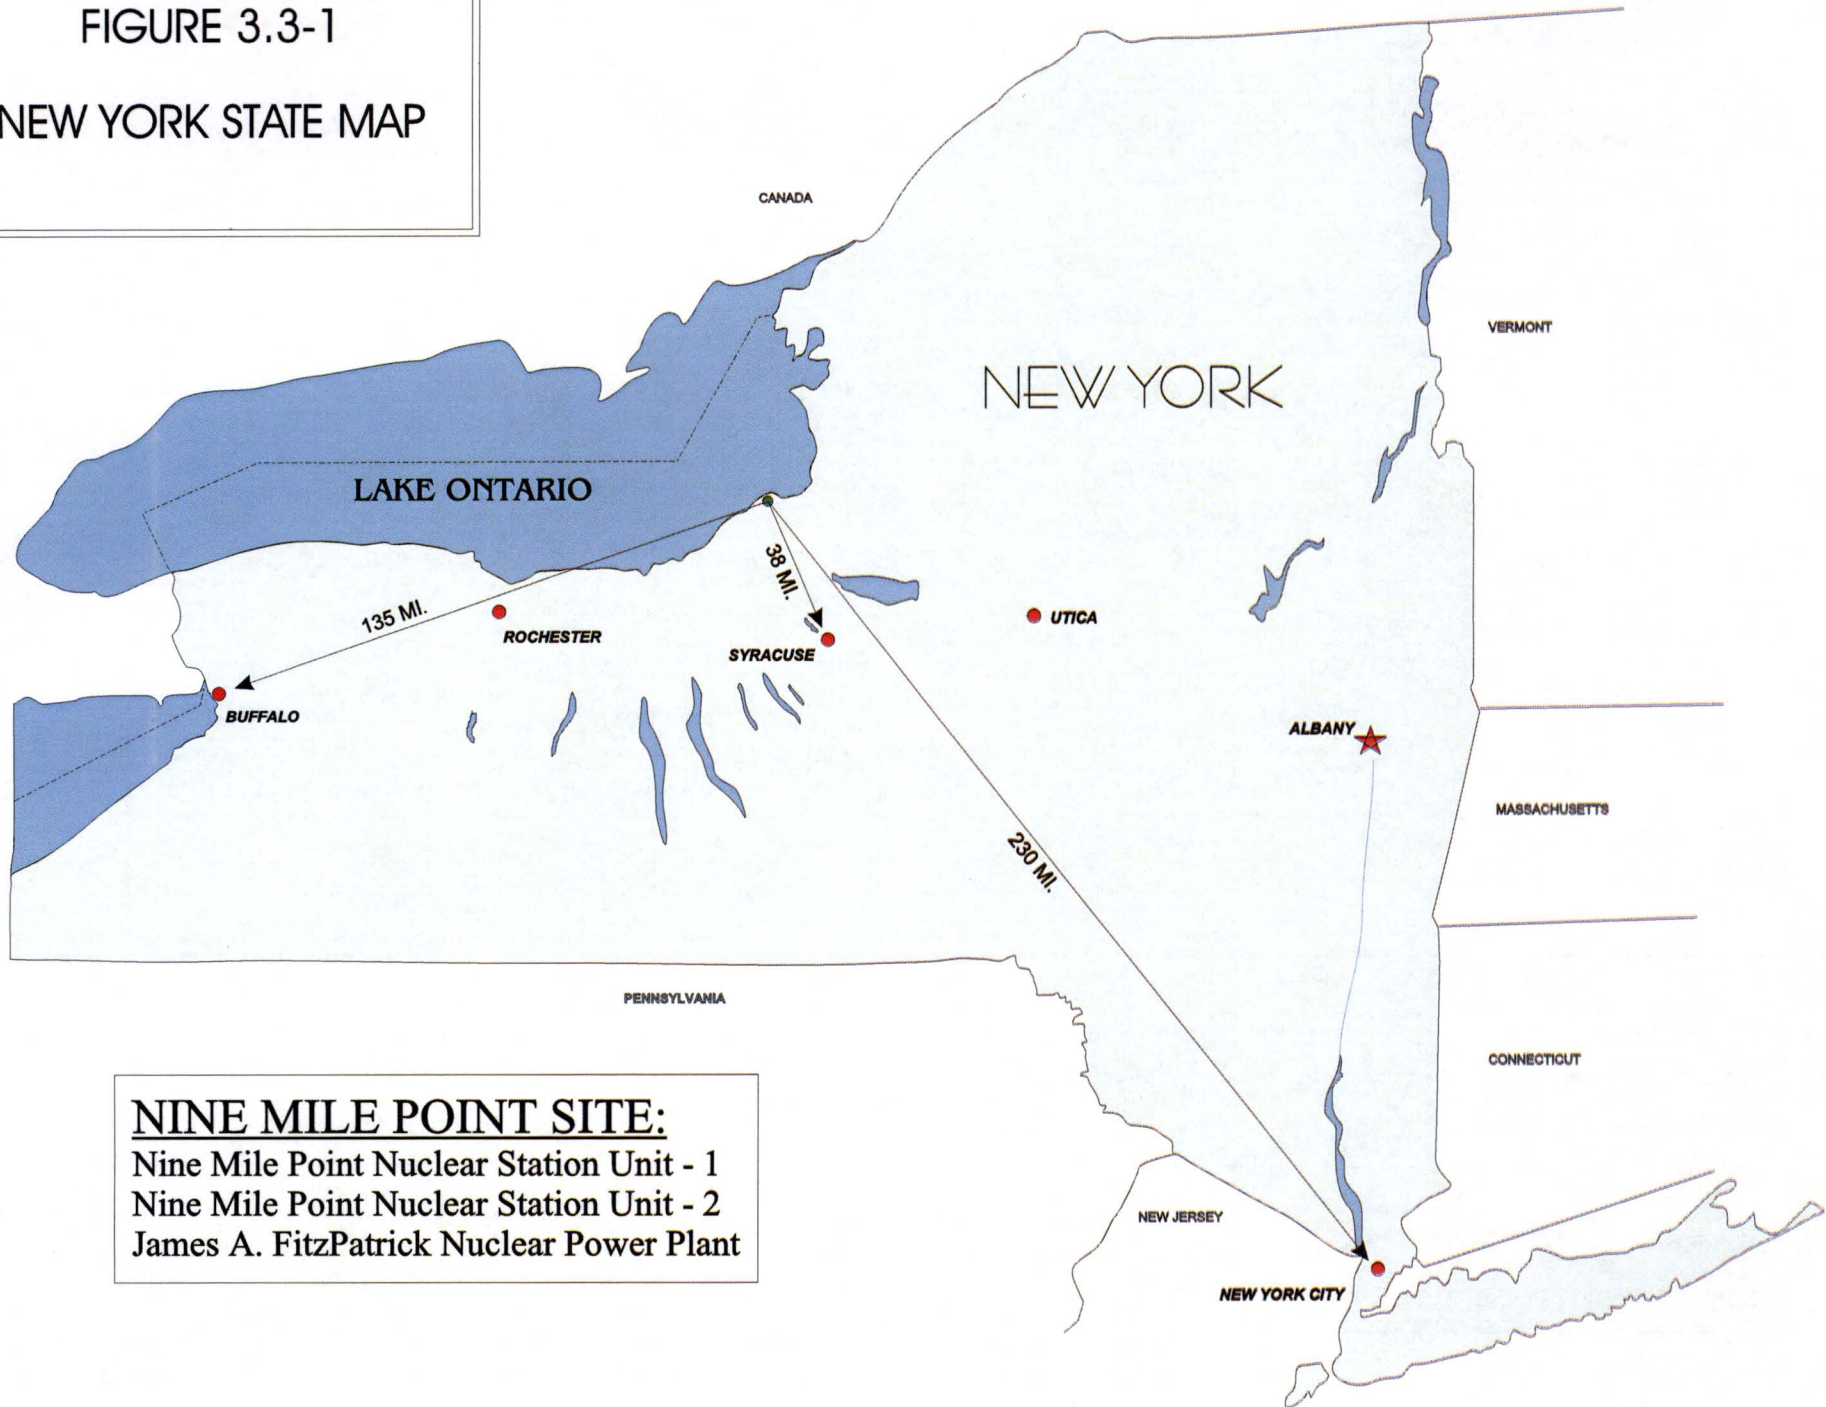 FIGURE 3.3-1
NEW YORK STATE MAP
CANADA
VERMONT
NEW YORK
LAKE ONTARIO
38 MI.
135 MI.
ROCHESTER
UTICA
SYRACUSE
BUFFALO
ALBANY
MASSACHUSETTS
230 MI.
PENNSYLVANIA
CONNECTICUT
NINE MILE POINT SITE:
Nine Mile Point Nuclear Station Unit - 1
Nine Mile Point Nuclear Station Unit - 2
James A. FitzPatrick Nuclear Power Plant
NEW JERSEY
NEW YORK CITY